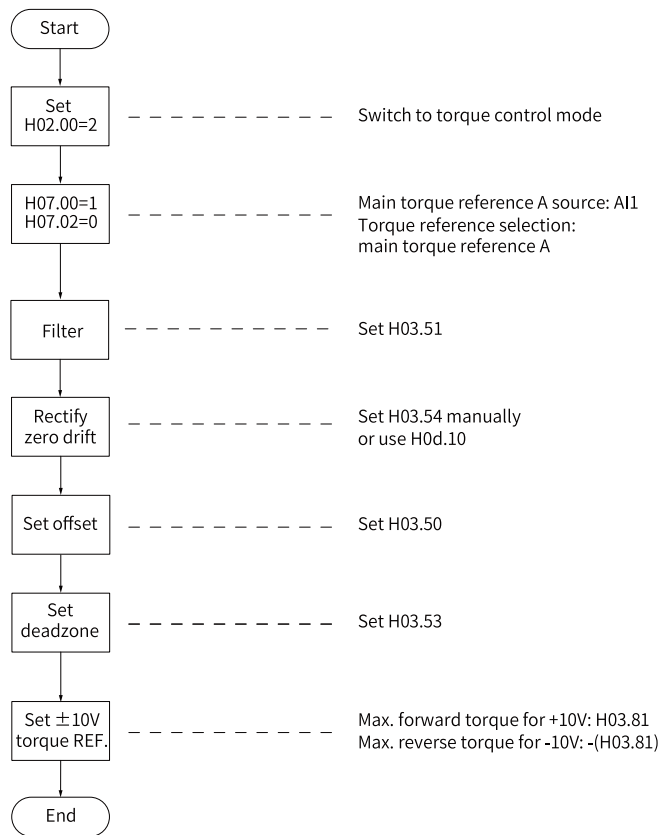 Start
Set
H02.00=2
Switch to torque control mode
H07.00=1
H07.02=0
Main torque reference A source: AI1
Torque reference selection:
main torque reference A
Filter
Set H03.51
Rectify
zero drift
Set H03.54 manually
or use H0d.10
Set offset
Set H03.50
Set
deadzone
Set H03.53
Set ±10V
torque REF.
Max. forward torque for +10V: H03.81
Max. reverse torque for -10V: -(H03.81)
End